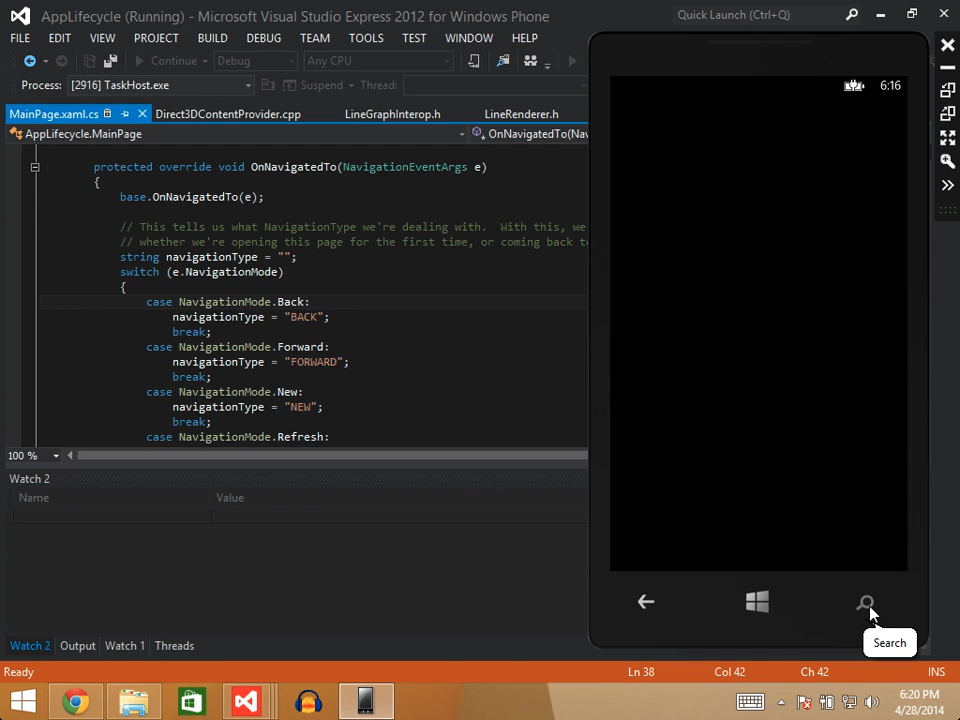 AppLifecycle (Running) - Microsoft Visual Studio Express 2012 for Windows Phone
Quick Launch (Ctrl+Q)
FILE EDIT VIEW PROJECT BUILD DEBUG TEAM TOOLS TEST WINDOW HELP
Continue Debug Any CPU
Process: [2916] TaskHost.exe Suspend Thread:
MainPage.xaml.cs Direct3DContentProvider.cpp LineGraphInterop.h LineRenderer.h
AppLifecycle.MainPage OnNavigatedTo(Nav
protected override void OnNavigatedTo(NavigationEventArgs e)
{
base.OnNavigatedTo(e);
// This tells us what NavigationType we're dealing with. With this, we
// whether we're opening this page for the first time, or coming back to
string navigationType = "";
switch (e.NavigationMode)
{
case NavigationMode.Back:
navigationType = "BACK";
break;
case NavigationMode.Forward:
navigationType = "FORWARD";
break;
case NavigationMode.New:
navigationType = "NEW";
break;
case NavigationMode.Refresh:
100 %
Watch 2
Name Value
Watch 2 Output Watch 1 Threads
Ready Ln 38 Col 42 Ch 42 INS
6:16
Search
6:20 PM
4/28/2014